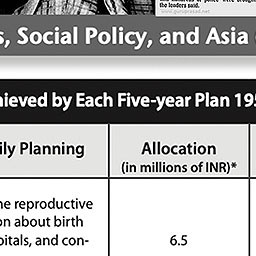 the leaders said.
s, Social Policy, and Asia
hieved by Each Five-year Plan 195
ily Planning
Allocation
(in millions of INR)*
he reproductive
on about birth
pitals, and con-
6.5